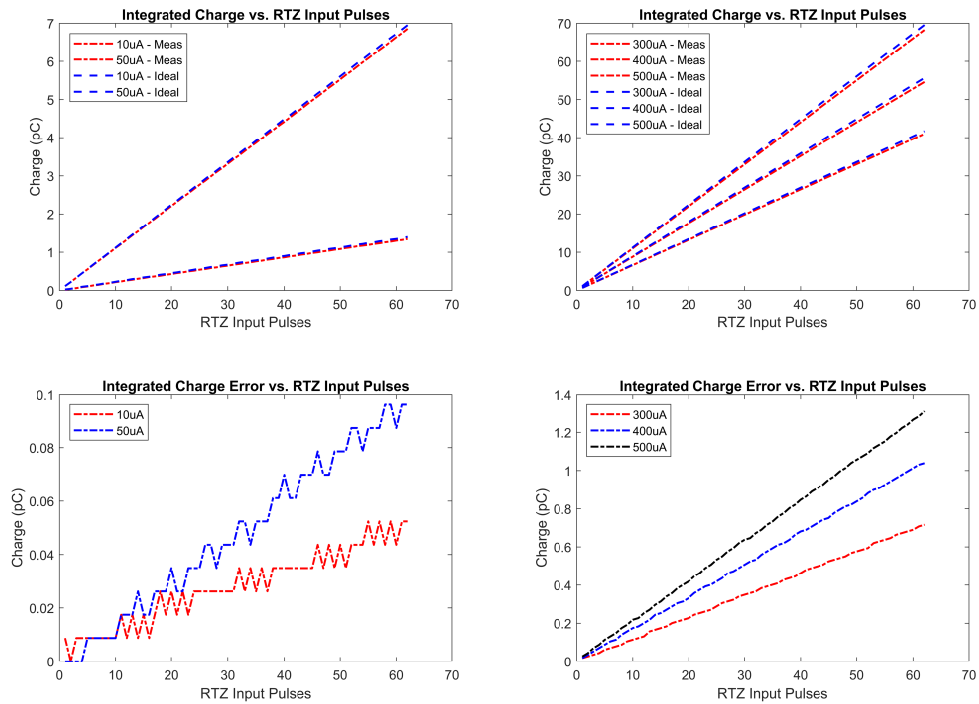 Integrated Charge vs. RTZ Input Pulses
7
6
5
4
3
2
1
0
Charge (pC)
10uA - Meas
50uA - Meas
10uA - Ideal
50uA - Ideal
0 10 20 30 40 50 60 70
RTZ Input Pulses
Integrated Charge vs. RTZ Input Pulses
70
60
50
40
30
20
10
0
Charge (pC)
300uA - Meas
400uA - Meas
500uA - Meas
300uA - Ideal
400uA - Ideal
500uA - Ideal
0 10 20 30 40 50 60 70
RTZ Input Pulses
Integrated Charge Error vs. RTZ Input Pulses
0.1
0.08
0.06
0.04
0.02
0
Charge (pC)
10uA
50uA
0 10 20 30 40 50 60 70
RTZ Input Pulses
Integrated Charge Error vs. RTZ Input Pulses
1.4
1.2
1
0.8
0.6
0.4
0.2
0
Charge (pC)
300uA
400uA
500uA
0 10 20 30 40 50 60 70
RTZ Input Pulses